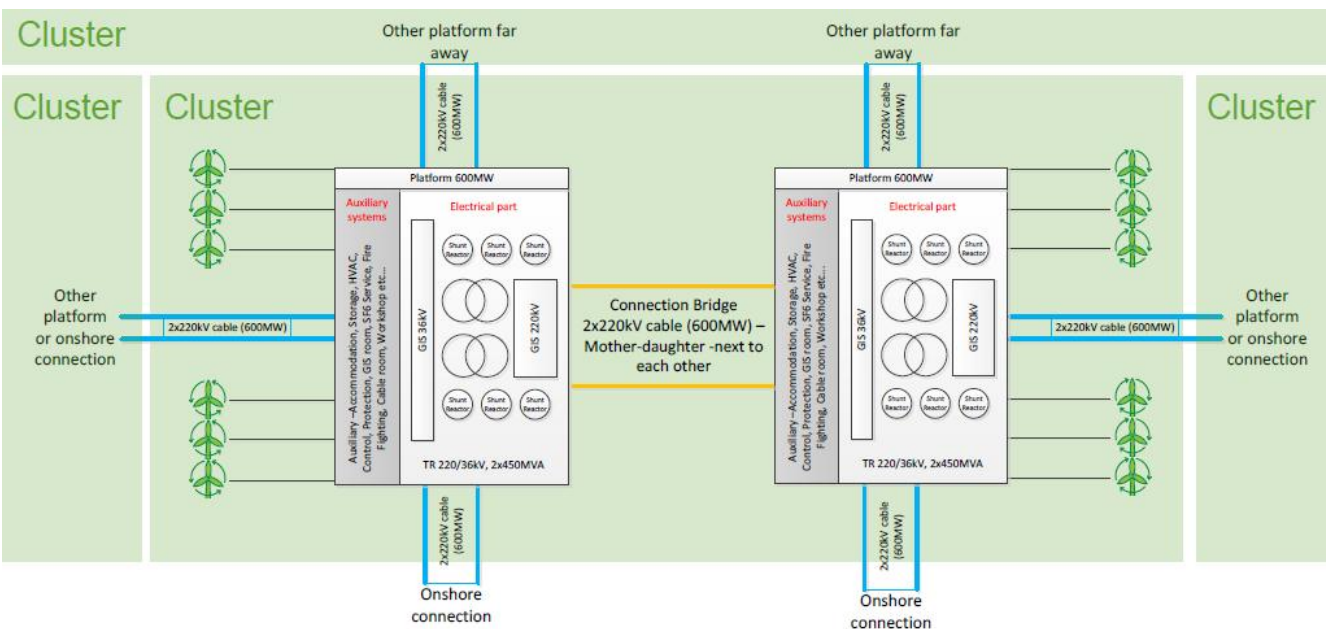 Cluster
Other platform far
away
Other platform far
away
Cluster
Cluster
Cluster
2x220kV cable
(600MW)
2x220kV cable
(600MW)
Platform 600MW
Auxiliary
systems
Electrical part
Auxiliary –Accommodation, Storage, HVAC,
Control, Protection, GIS room, SF6 Service, Fire
Fighting, Cable room, Workshop etc...
GIS 36kV
Shunt
Reactor
Shunt
Reactor
Shunt
Reactor
GIS 220kV
Shunt
Reactor
Shunt
Reactor
Shunt
Reactor
TR 220/36kV, 2x450MVA
Other
platform
or onshore
connection
2x220kV cable (600MW)
Connection Bridge
2x220kV cable (600MW) –
Mother-daughter -next to
each other
Platform 600MW
Auxiliary
systems
Electrical part
Auxiliary –Accommodation, Storage, HVAC,
Control, Protection, GIS room, SF6 Service, Fire
Fighting, Cable room, Workshop etc...
GIS 36kV
Shunt
Reactor
Shunt
Reactor
Shunt
Reactor
GIS 220kV
Shunt
Reactor
Shunt
Reactor
Shunt
Reactor
TR 220/36kV, 2x450MVA
2x220kV cable (600MW)
Other
platform
or onshore
connection
2x220kV cable
(600MW)
2x220kV cable
(600MW)
Onshore
connection
Onshore
connection